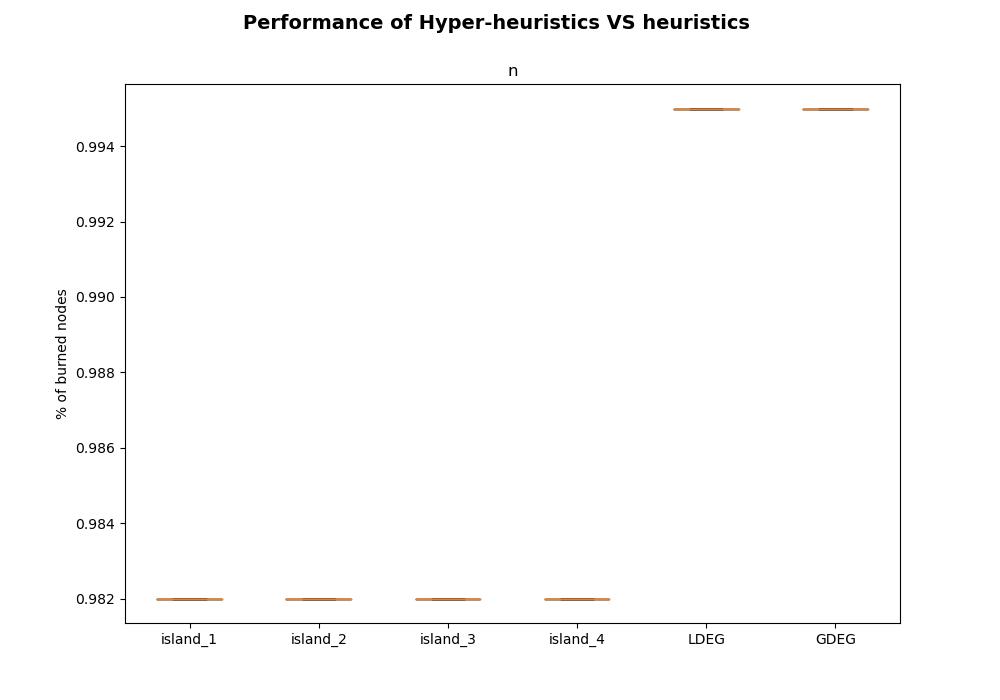 Performance of Hyper-heuristics VS heuristics
n
% of burned nodes
0.994
0.992
0.990
0.988
0.986
0.984
0.982
island_1 island_2 island_3 island_4 LDEG GDEG